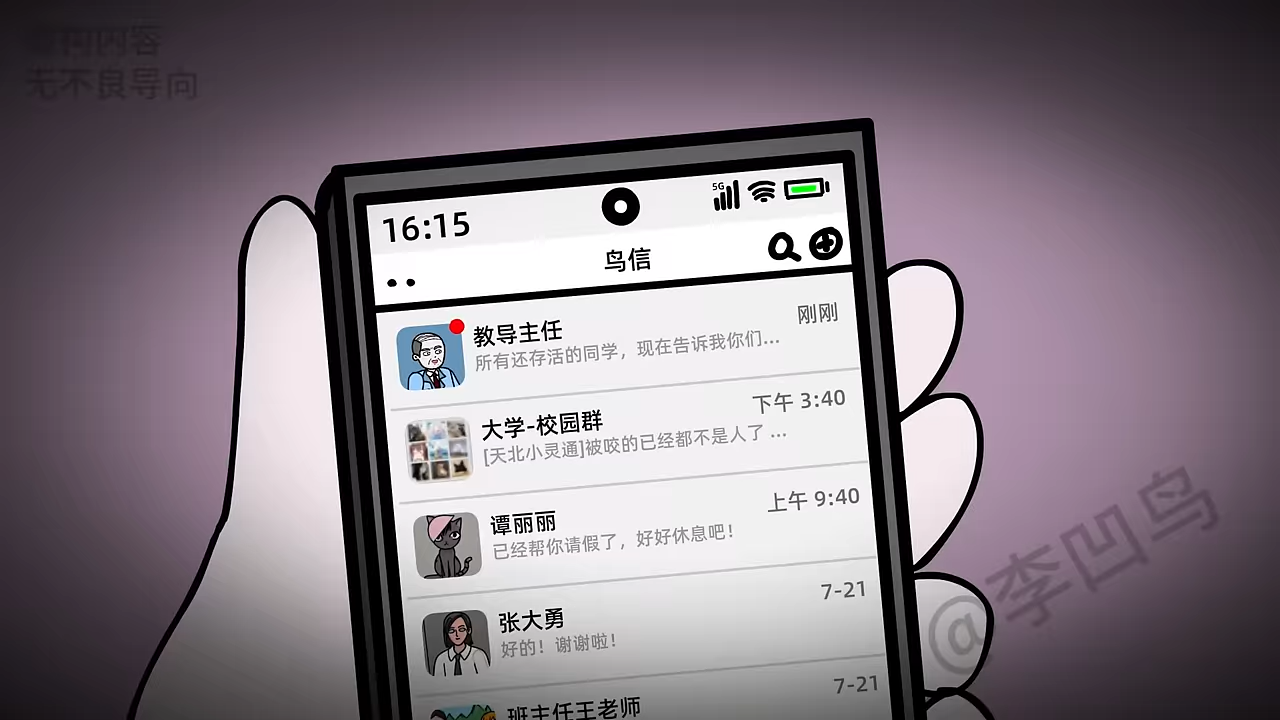 无不良导向
16:15
5G
鸟信
教导主任
刚刚
所有还存活的同学，现在告诉我你们...
大学-校园群
下午 3:40
[天北小灵通]被咬的已经都不是人了 ...
谭丽丽
上午 9:40
已经帮你请假了，好好休息吧！
张大勇
7-21
好的！谢谢啦！
班主任王老师
7-21
@李凹鸟